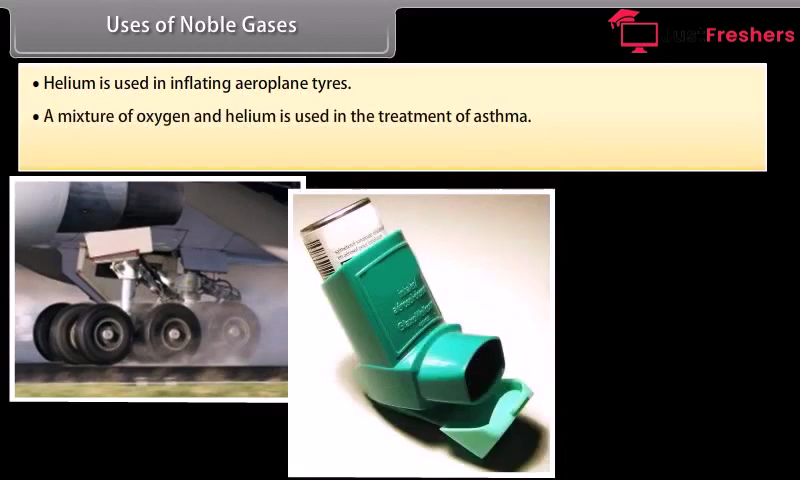 Uses of Noble Gases
JustFreshers
• Helium is used in inflating aeroplane tyres.
• A mixture of oxygen and helium is used in the treatment of asthma.